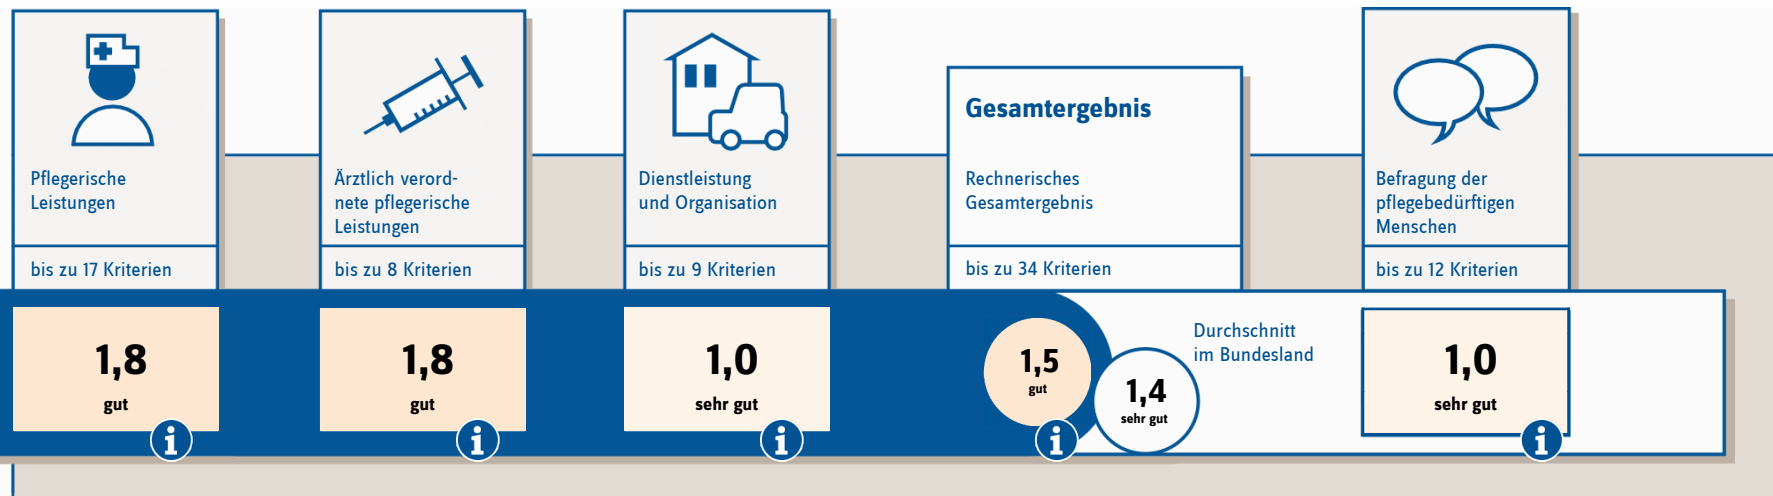 Pflegerische
Leistungen
bis zu 17 Kriterien
1,8
gut
i
Ärztlich verord-
nete pflegerische
Leistungen
bis zu 8 Kriterien
1,8
gut
i
Dienstleistung
und Organisation
bis zu 9 Kriterien
1,0
sehr gut
i
Gesamtergebnis
Rechnerisches
Gesamtergebnis
bis zu 34 Kriterien
1,5
gut
i
1,4
sehr gut
Durchschnitt
im Bundesland
Befragung der
pflegebedürftigen
Menschen
bis zu 12 Kriterien
1,0
sehr gut
i